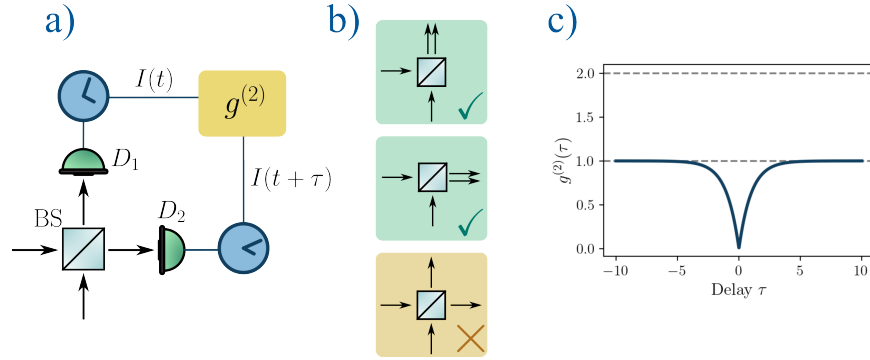 a)
I(t)
g⁽²⁾
D₁
I(t + τ)
BS
D₂
b)
c)
g⁽²⁾(τ)
2.0
1.5
1.0
0.5
0.0
−10
−5
0
5
10
Delay τ